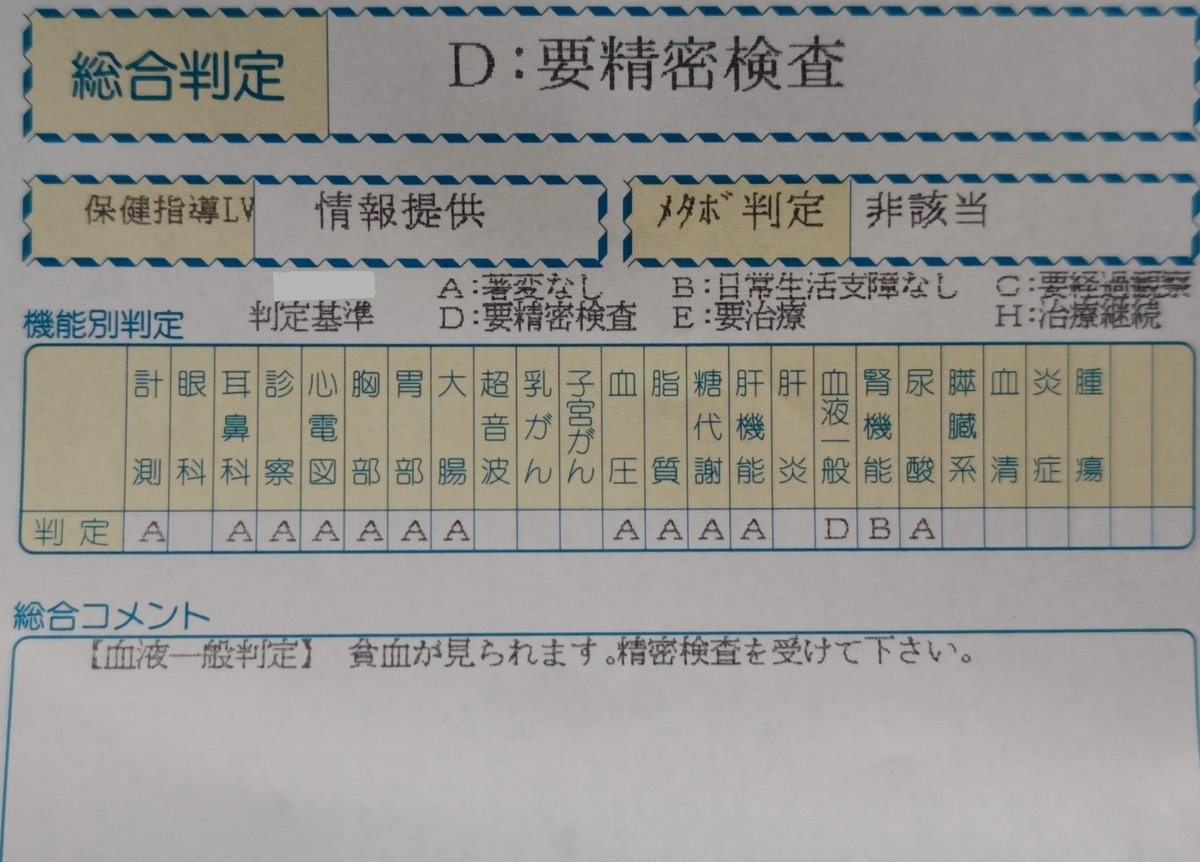 総合判定 D:要精密検査
保健指導LV 情報提供 メタボ判定 非該当
A:著変なし B:日常生活支障なし C:要経過観察
機能別判定 判定基準 D:要精密検査 E:要治療 H:治療継続
計測 眼科 耳鼻科 診察 心電図 胸部 胃部 大腸 超音波 乳がん 子宮がん 血圧 脂質 糖代謝 肝機能 肝炎 血液一般 腎機能 尿酸 膵臓系 血清 炎症 腫瘍
判定 A A A A A A A A A A A D B A
総合コメント
【血液一般判定】 貧血が見られます。精密検査を受けて下さい。